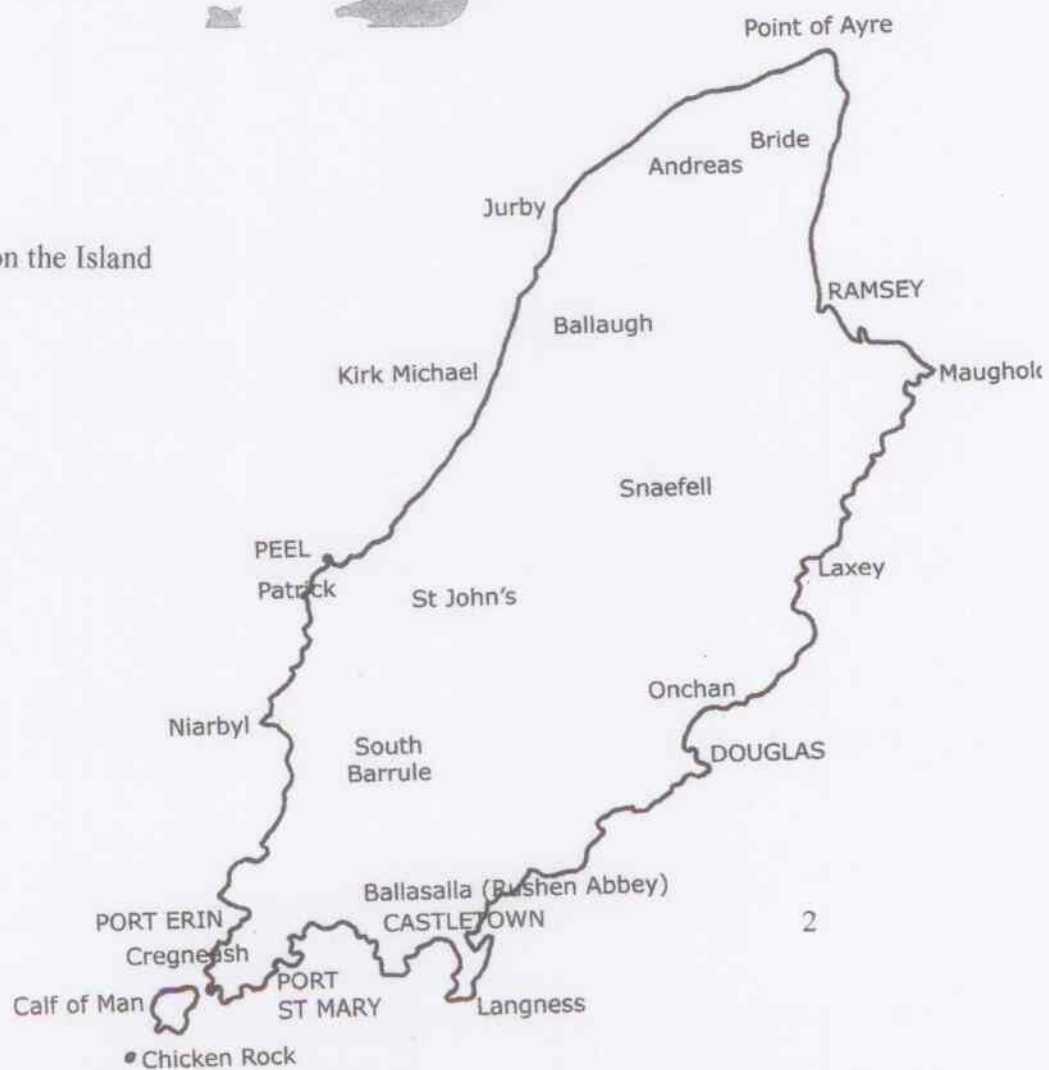 Point of Ayre
Bride
Andreas
Jurby
on the Island
RAMSEY
Ballaugh
Kirk Michael
Snaefell
PEEL
Patrick
St John's
Laxey
Onchan
Niarbyl
South
Barrule
DOUGLAS
Ballasalla (Rushen Abbey)
PORT ERIN
CASTLETOWN
2
Cregneash
Calf of Man
PORT
ST MARY
Langness
Chicken Rock